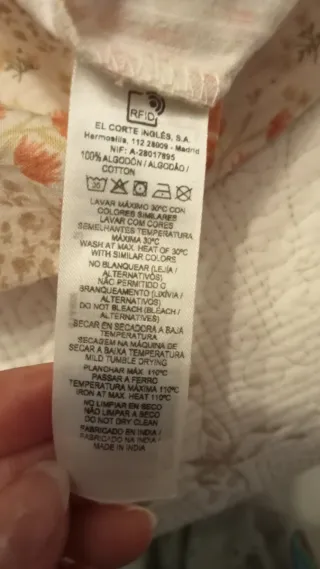 RFID
EL CORTE INGLÉS, S.A.
Hermosilla, 112 28009 - Madrid
NIF: A-28017895
100% ALGODÓN / ALGODÃO /
COTTON
30
LAVAR MÁXIMO 30ºC CON
COLORES SIMILARES
LAVAR COM CORES
SEMELHANTES TEMPERATURA
MÁXIMA 30ºC
WASH AT MAX. HEAT OF 30ºC
WITH SIMILAR COLORS
NO BLANQUEAR (LEJÍA /
ALTERNATIVOS)
NÃO PERMITIDO O
BRANQUEAMENTO (LIXÍVIA /
ALTERNATIVOS)
DO NOT BLEACH (BLEACH /
ALTERNATIVES)
SECAR EN SECADORA A BAJA
TEMPERATURA
SECAGEM NA MÁQUINA DE
SECAR A BAIXA TEMPERATURA
MILD TUMBLE DRYING
PLANCHAR MÁX. 110ºC
PASSAR A FERRO
TEMPERATURA MÁXIMA 110ºC
IRON AT MAX. HEAT 110ºC
NO LIMPIAR EN SECO
NÃO LIMPAR A SECO
DO NOT DRY CLEAN
FABRICADO EN INDIA /
FABRICADO NA INDIA /
MADE IN INDIA